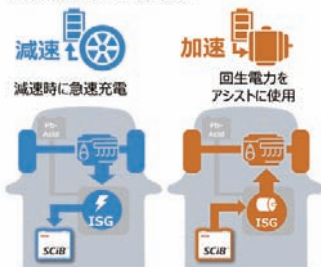 減速
減速時に急速充電
Pb-
Acid
ISG
SCiB
加速
回生電力を
アシストに使用
Pb-
Acid
ISG
SCiB